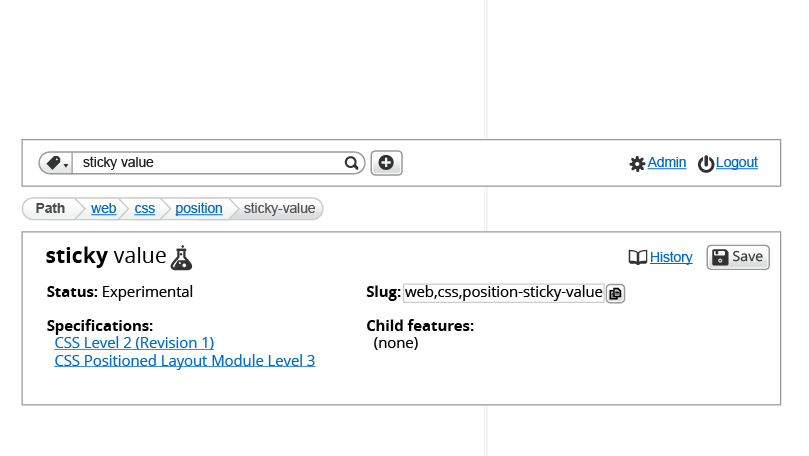 sticky value
Admin
Logout
Path web css position sticky-value
sticky value
History
Save
Status: Experimental
Slug: web,css,position-sticky-value
Specifications:
CSS Level 2 (Revision 1)
CSS Positioned Layout Module Level 3
Child features:
(none)